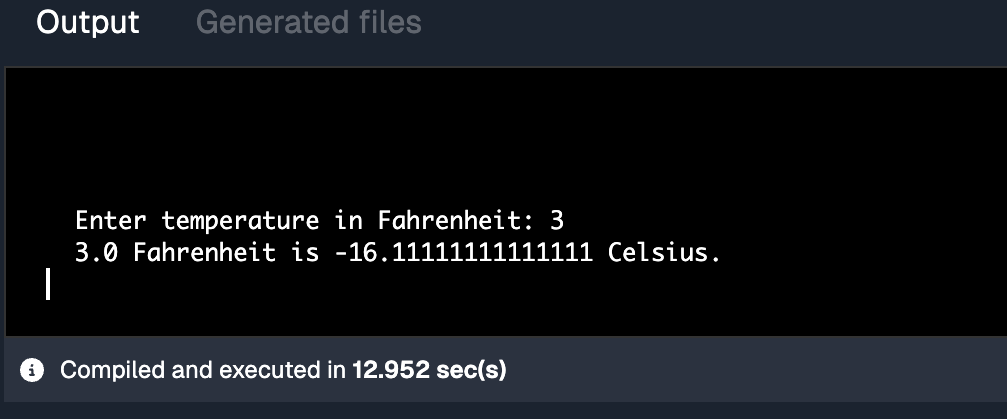 Output Generated files
Enter temperature in Fahrenheit: 3
3.0 Fahrenheit is -16.11111111111111 Celsius.
Compiled and executed in 12.952 sec(s)